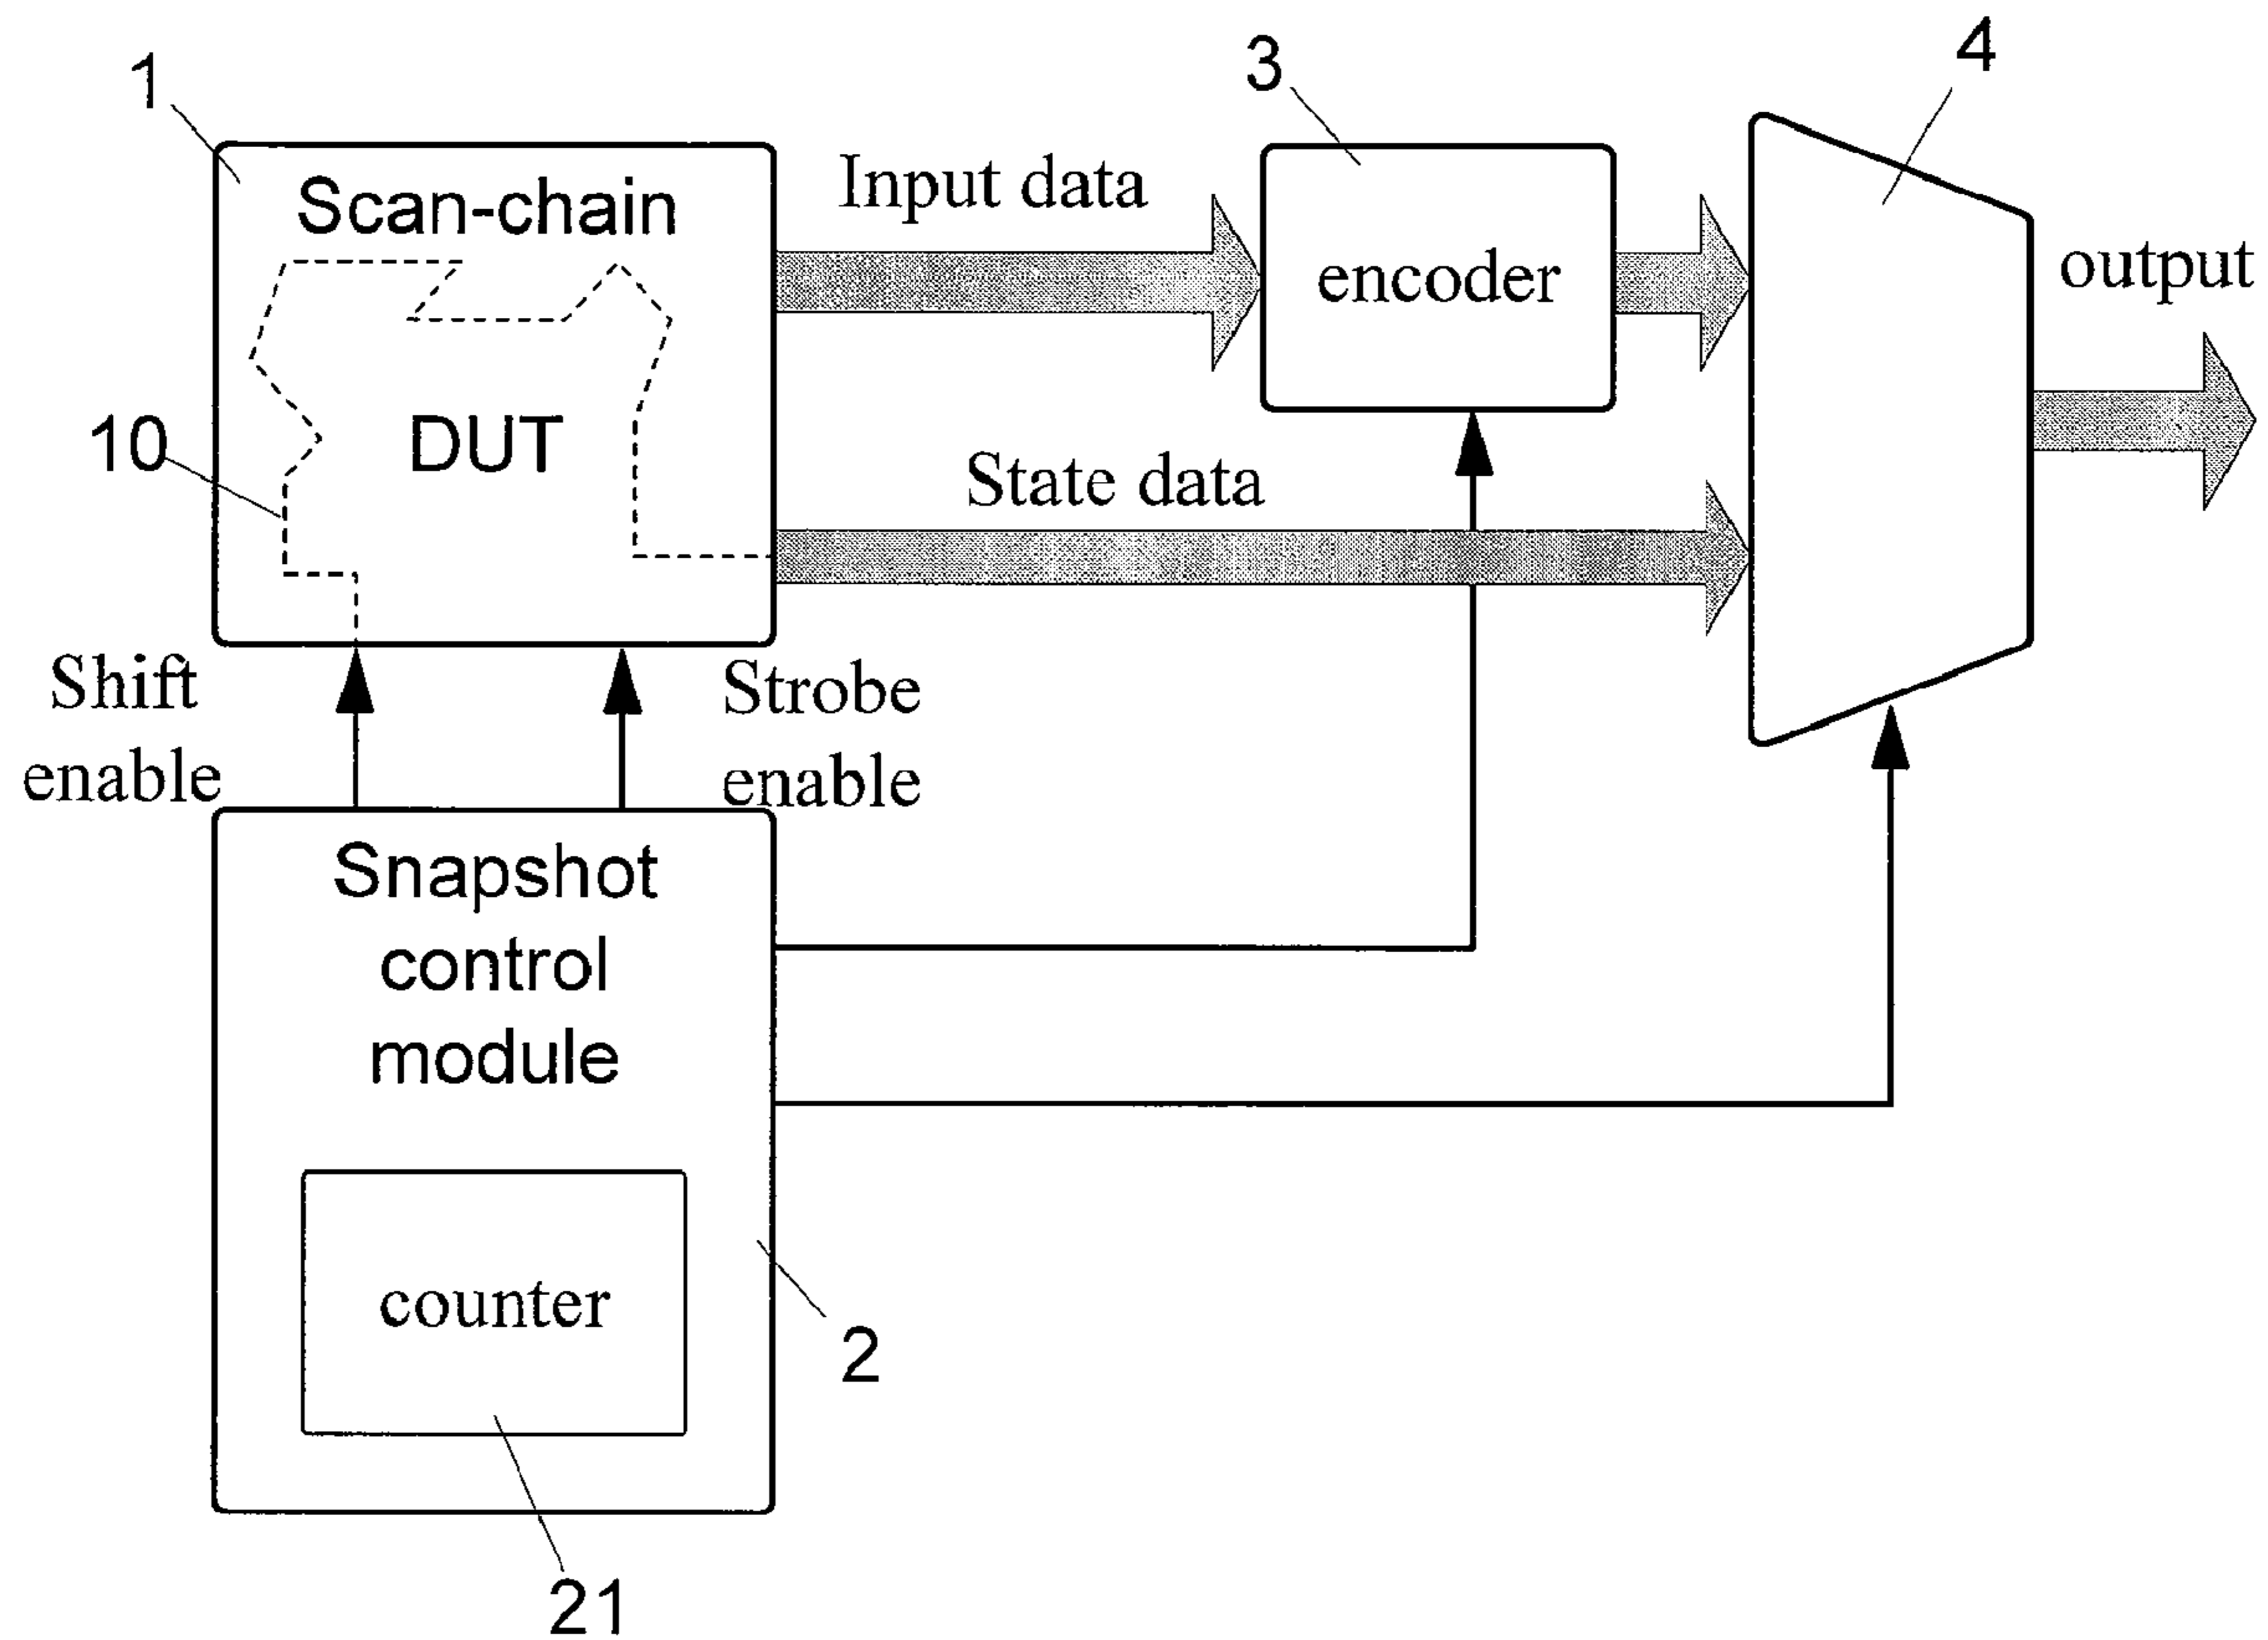 1
3
4
Scan-chain
Input data
encoder
output
10
DUT
State data
Shift
enable
Strobe
enable
Snapshot
control
module
counter
2
21